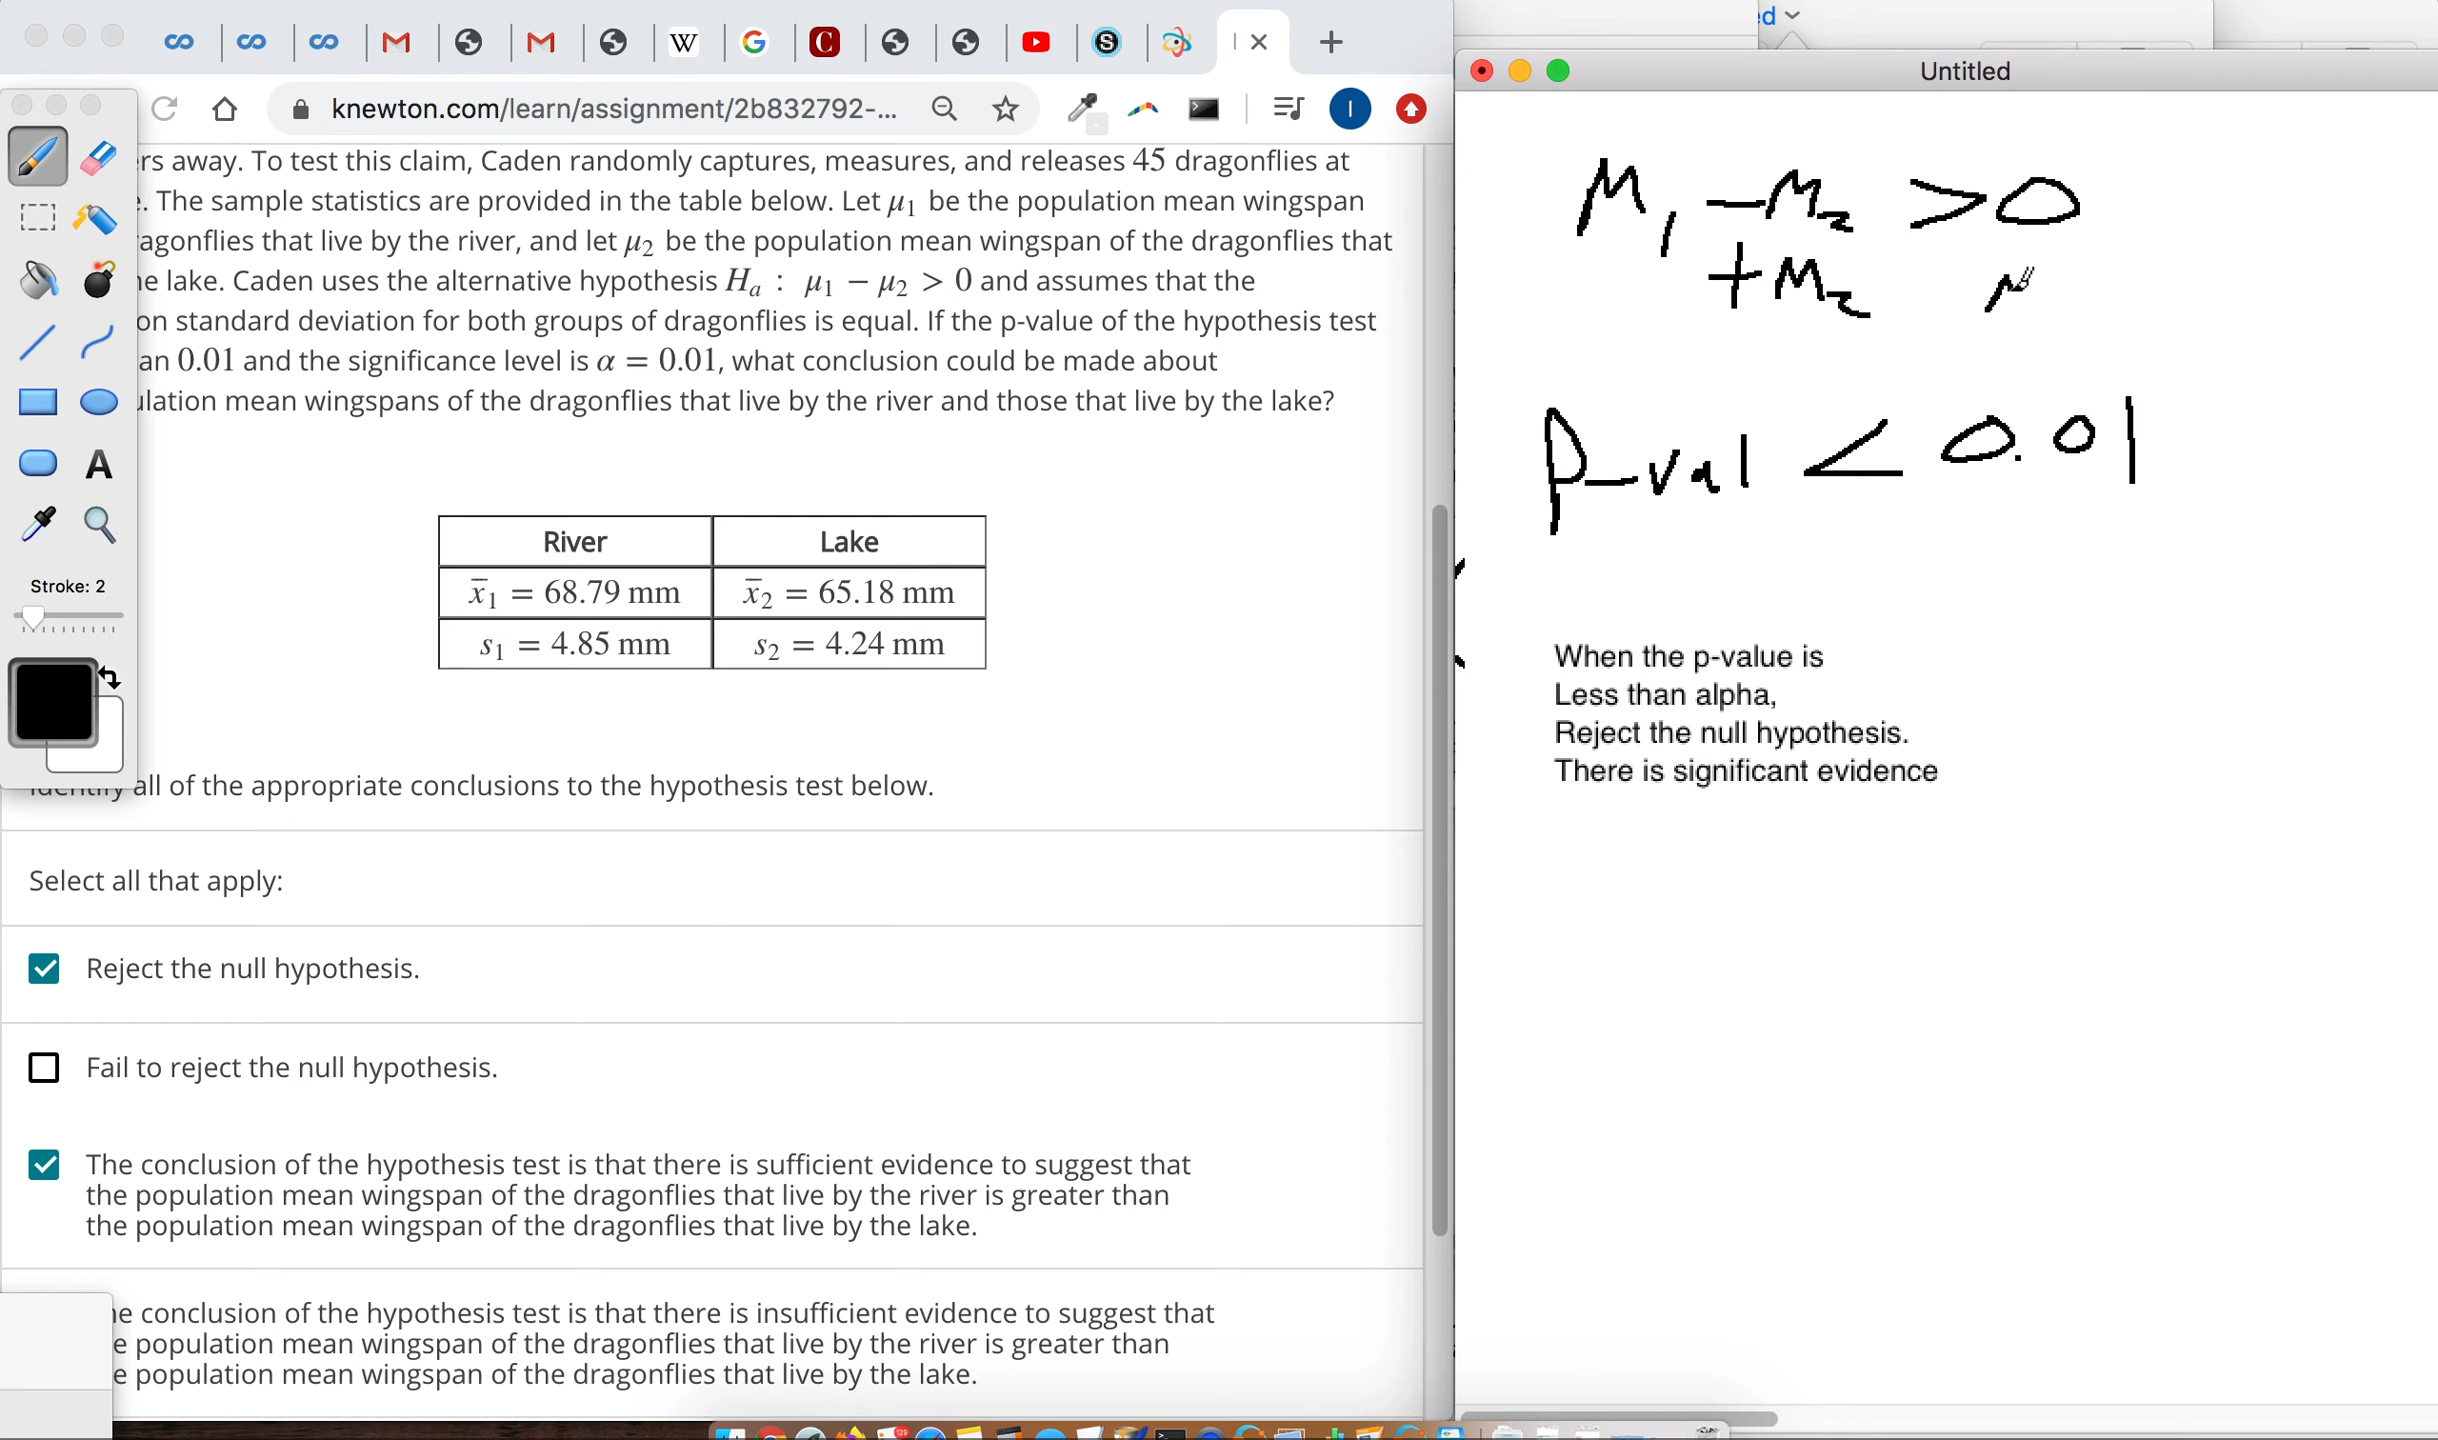 ed
Untitled
knewton.com/learn/assignment/2b832792-...
rs away. To test this claim, Caden randomly captures, measures, and releases 45 dragonflies at
. The sample statistics are provided in the table below. Let μ1 be the population mean wingspan
ragonflies that live by the river, and let μ2 be the population mean wingspan of the dragonflies that
e lake. Caden uses the alternative hypothesis Ha : μ1 − μ2 > 0 and assumes that the
on standard deviation for both groups of dragonflies is equal. If the p-value of the hypothesis test
an 0.01 and the significance level is α = 0.01, what conclusion could be made about
ulation mean wingspans of the dragonflies that live by the river and those that live by the lake?
River Lake
x̄1 = 68.79 mm x̄2 = 65.18 mm
s1 = 4.85 mm s2 = 4.24 mm
Stroke: 2
all of the appropriate conclusions to the hypothesis test below.
Select all that apply:
Reject the null hypothesis.
Fail to reject the null hypothesis.
The conclusion of the hypothesis test is that there is sufficient evidence to suggest that
the population mean wingspan of the dragonflies that live by the river is greater than
the population mean wingspan of the dragonflies that live by the lake.
e conclusion of the hypothesis test is that there is insufficient evidence to suggest that
e population mean wingspan of the dragonflies that live by the river is greater than
e population mean wingspan of the dragonflies that live by the lake.
μ1 − μ2 > 0
+ μ2
P-val < 0.01
When the p-value is
Less than alpha,
Reject the null hypothesis.
There is significant evidence